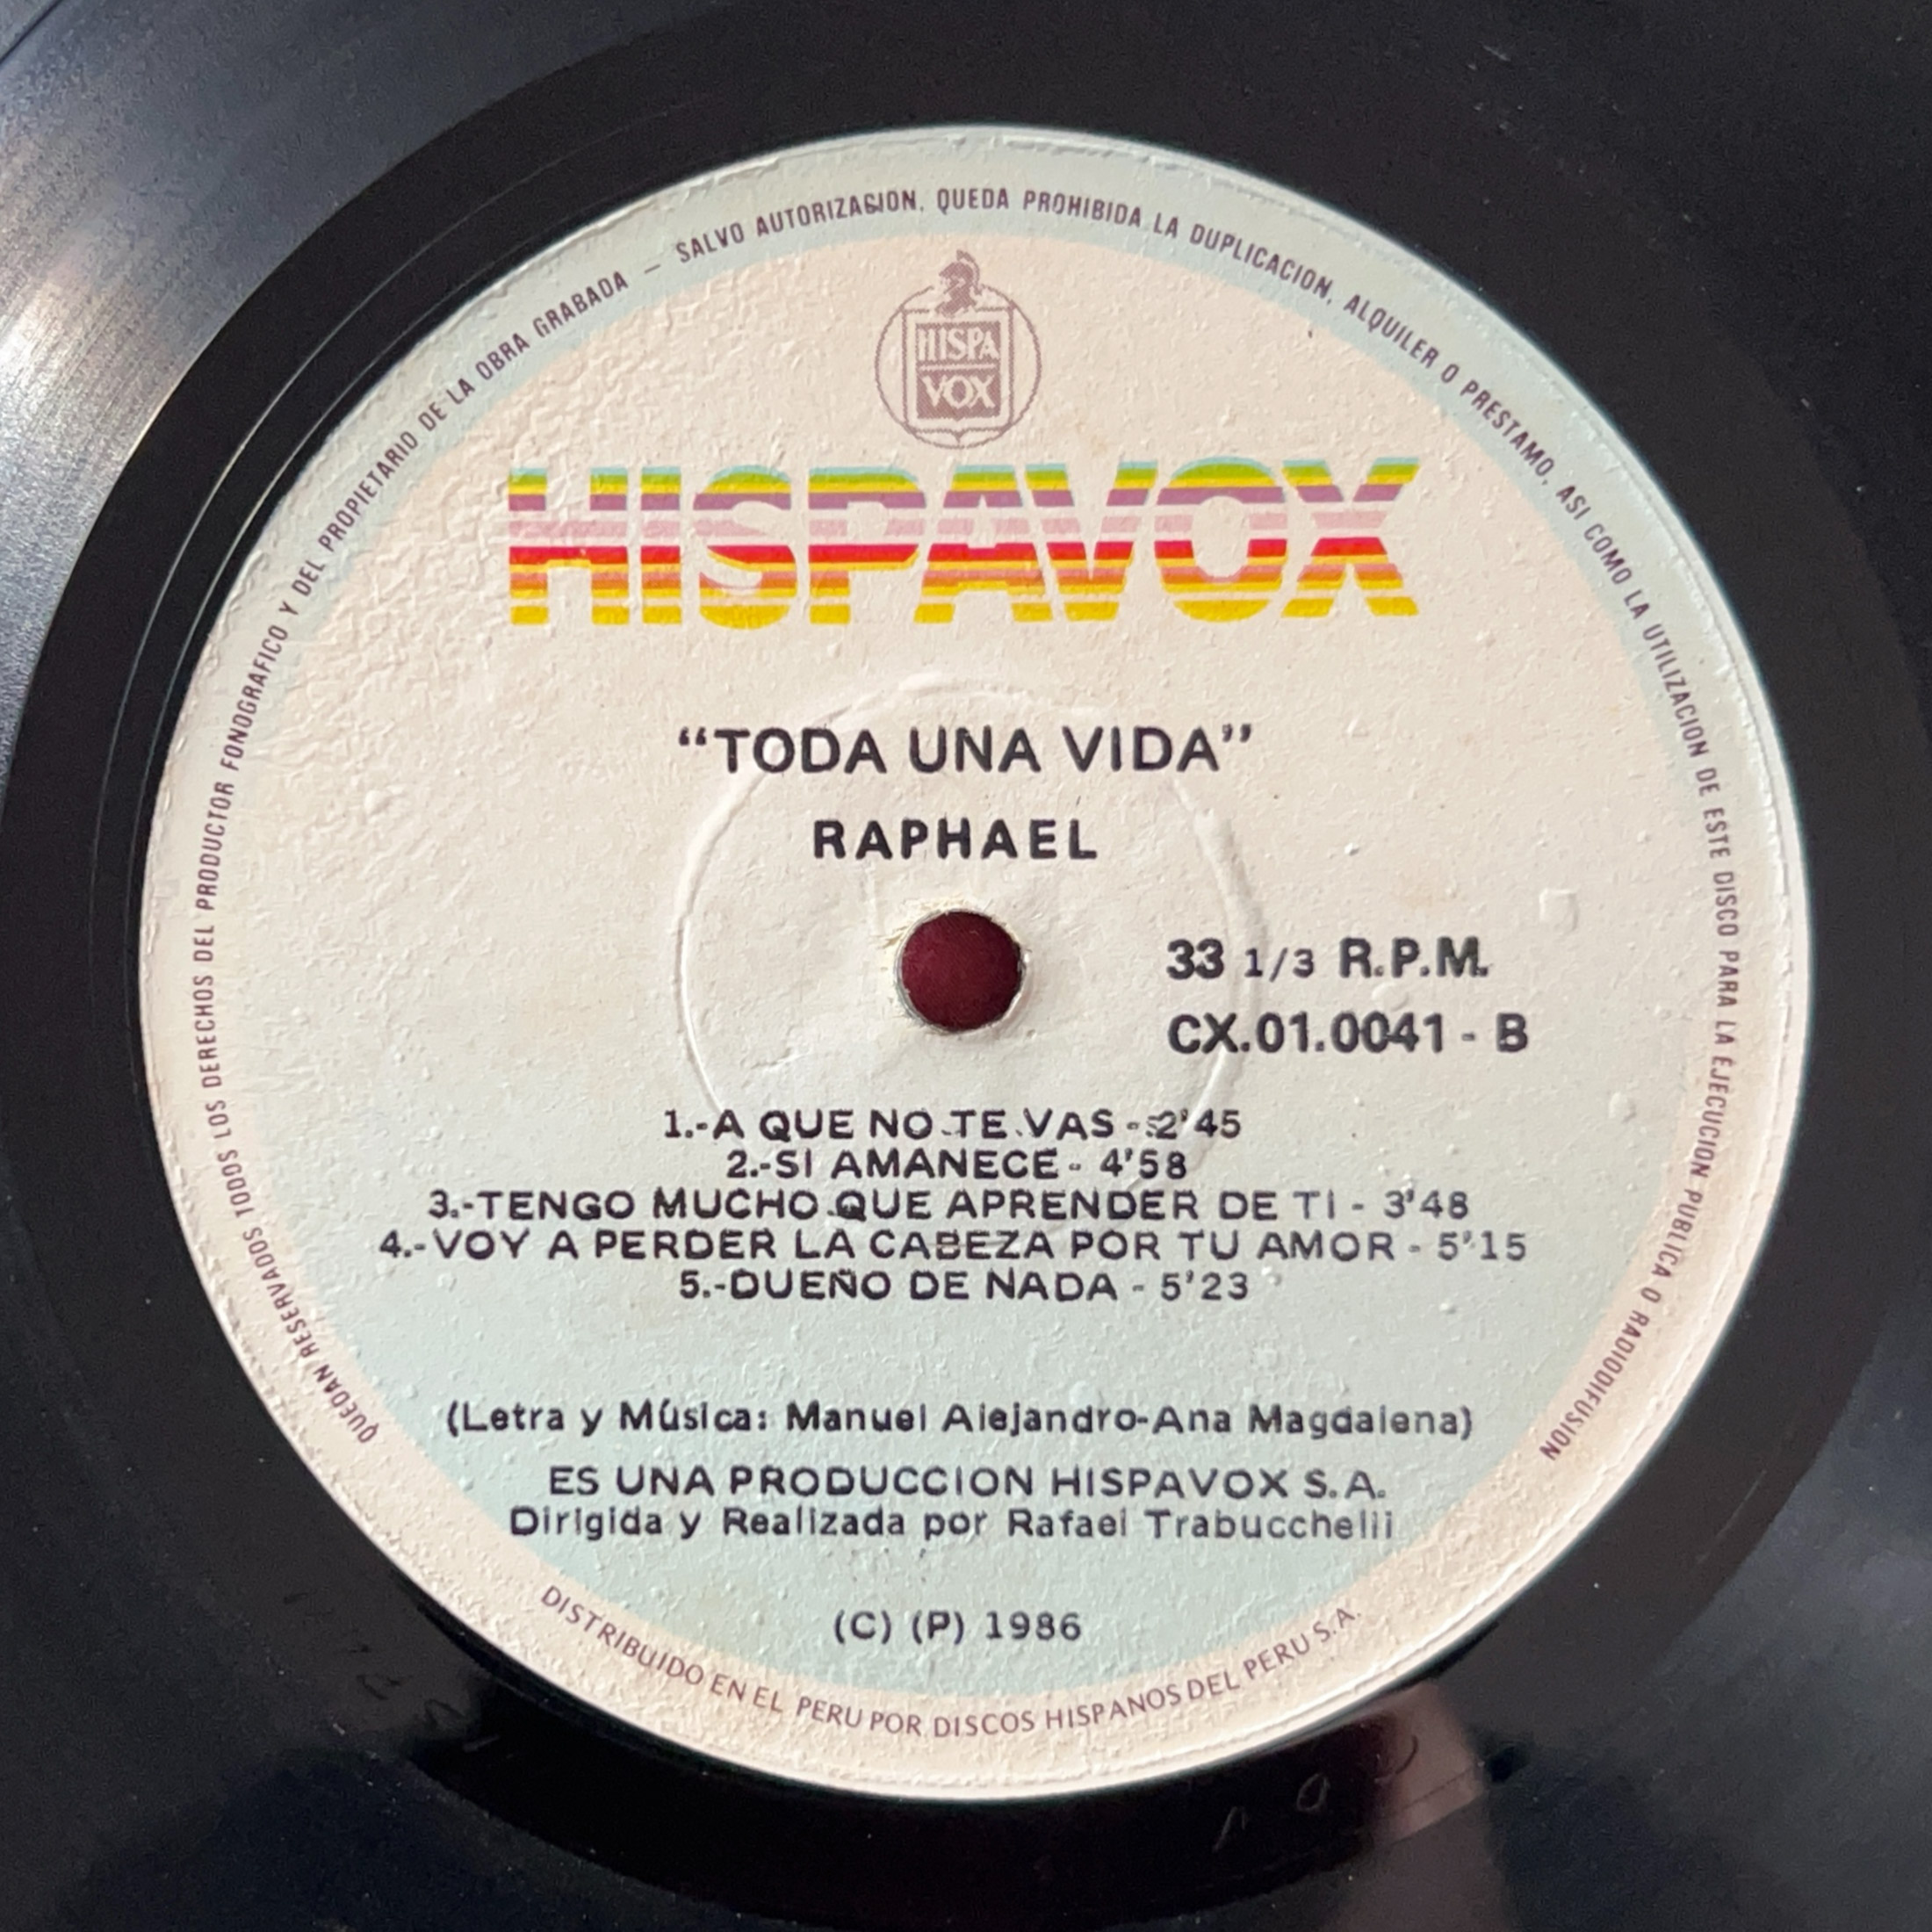 QUEDAN RESERVADOS TODOS LOS DERECHOS DEL PRODUCTOR FONOGRAFICO Y DEL PROPIETARIO DE LA OBRA GRABADA — SALVO AUTORIZACION, QUEDA PROHIBIDA LA DUPLICACION, ALQUILER O PRESTAMO, ASI COMO LA UTILIZACION DE ESTE DISCO PARA LA EJECUCION PUBLICA O RADIODIFUSION
HISPA
VOX
HISPAVOX
“TODA UNA VIDA”
RAPHAEL
33 1/3 R.P.M.
CX.01.0041 - B
1.-A QUE NO TE VAS - 2'45
2.-SI AMANECE - 4'58
3.-TENGO MUCHO QUE APRENDER DE TI - 3'48
4.-VOY A PERDER LA CABEZA POR TU AMOR - 5'15
5.-DUEÑO DE NADA - 5'23
(Letra y Música: Manuel Alejandro-Ana Magdalena)
ES UNA PRODUCCION HISPAVOX S.A.
Dirigida y Realizada por Rafael Trabucchelli
(C) (P) 1986
DISTRIBUIDO EN EL PERU POR DISCOS HISPANOS DEL PERU S.A.